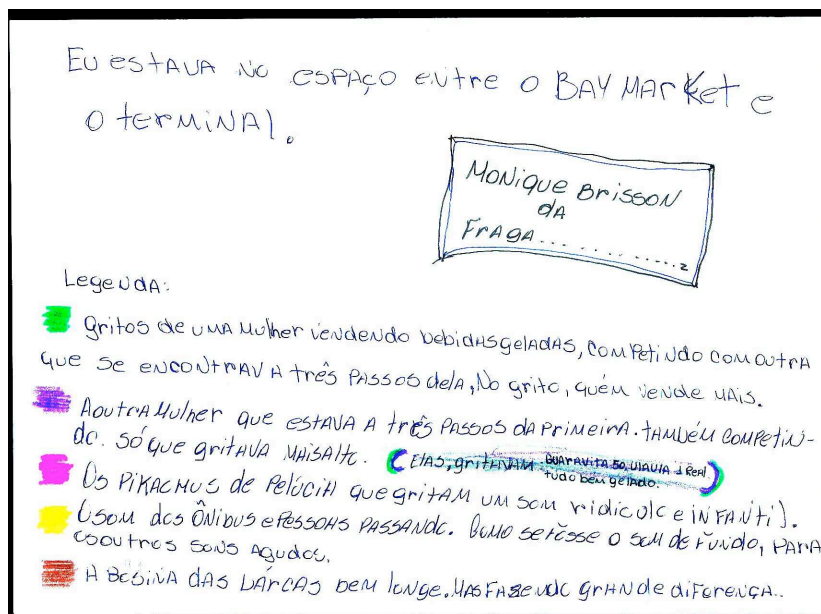 Eu estava no espaço entre o Bay Market e
o terminal.
Monique Brisson
da
Fraga..............2
Legenda:
gritos de uma mulher vendendo bebidas geladas, competindo com outra
que se encontrava a três passos dela, no grito, quem vende mais.
A outra mulher que estava a três passos da primeira. também competin-
do. só que gritava mais alto. (Elas, gritavam: Guaravita 50, 1 Real.
tudo bem gelado.)
Os Pikachus de pelúcia que gritam um som ridículo e infantil.
O som dos ônibus e pessoas passando. Como se fosse o som de fundo, para
os outros sons agudos.
A busina das barcas bem longe. Mas fazendo grande diferença..